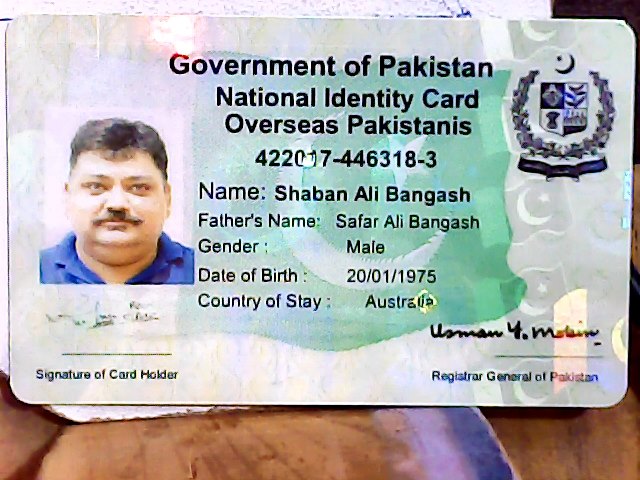 Government of Pakistan
National Identity Card
Overseas Pakistanis
422017-446318-3
Name: Shaban Ali Bangash
Father's Name: Safar Ali Bangash
Gender : Male
Date of Birth : 20/01/1975
Country of Stay : Australia
Usman Y. Mobin
Signature of Card Holder
Registrar General of Pakistan